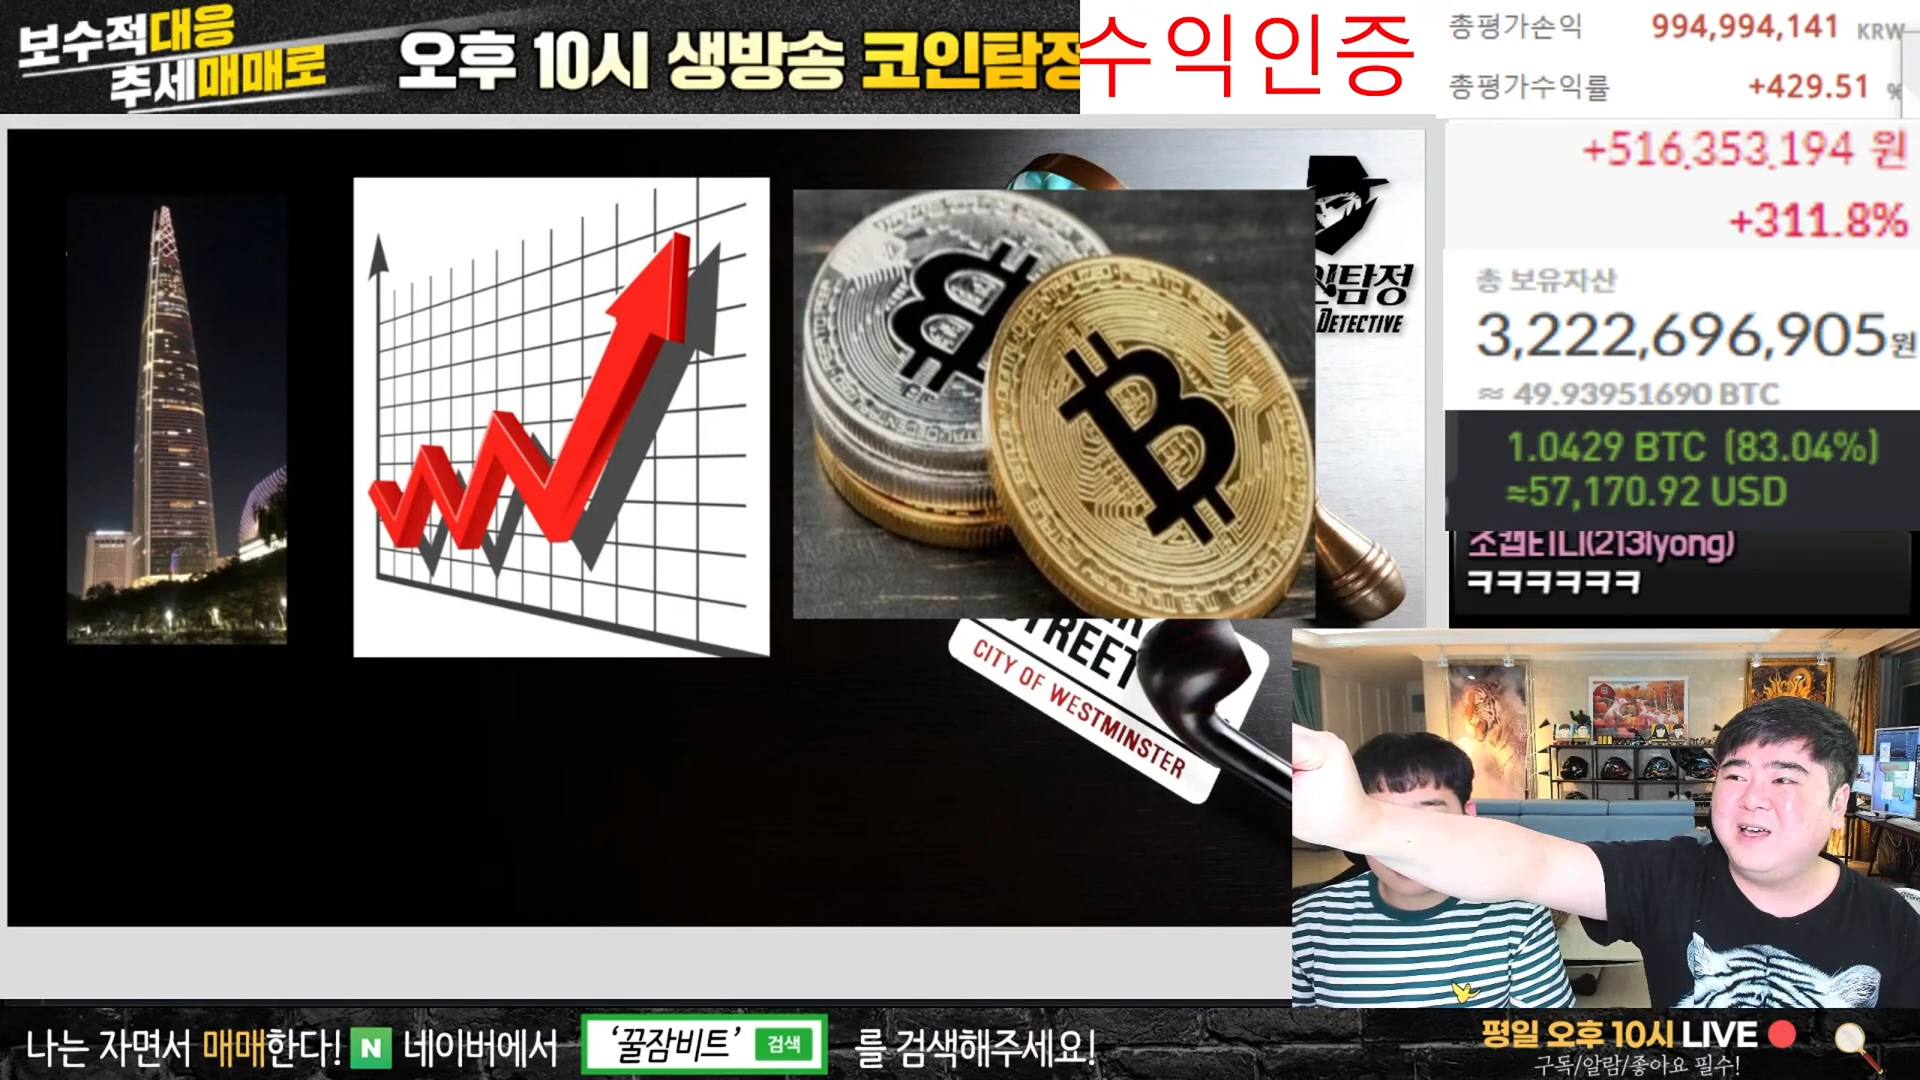 보수적대응
추세매매로
오후 10시 생방송 코인탐정
수익인증
총평가손익 994,994,141 KRW
총평가수익률 +429.51 %
+516,353,194 원
+311.8%
총 보유자산
3,222,696,905원
≈ 49.93951690 BTC
1.0429 BTC (83.04%)
≈57,170.92 USD
(213lyong)
ㅋㅋㅋㅋㅋㅋ
인탐정
DETECTIVE
STREET
CITY OF WESTMINSTER
나는 자면서 매매한다! N 네이버에서 '꿀잠비트' 검색 를 검색해주세요!
평일 오후 10시 LIVE
구독/알람/좋아요 필수!